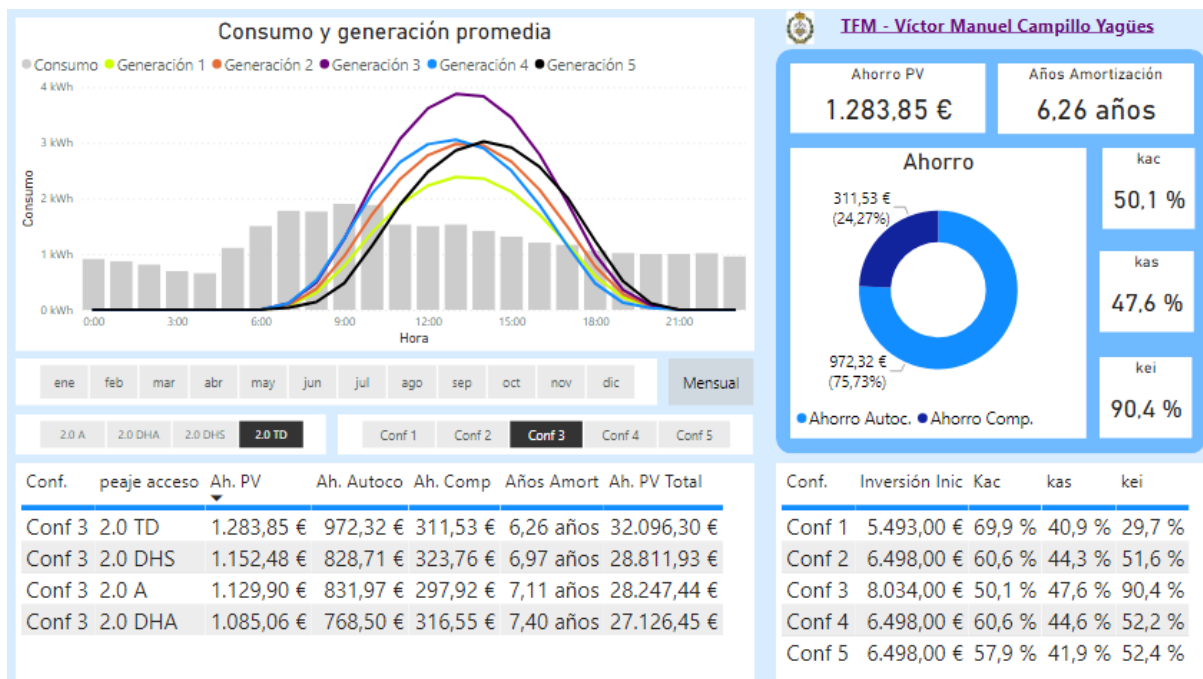 Consumo y generación promedia
Consumo Generación 1 Generación 2 Generación 3 Generación 4 Generación 5
4 kWh
3 kWh
2 kWh
1 kWh
0 kWh
Consumo
0:00 3:00 6:00 9:00 12:00 15:00 18:00 21:00
Hora
ene feb mar abr may jun jul ago sep oct nov dic Mensual
2.0 A 2.0 DHA 2.0 DHS 2.0 TD
Conf 1 Conf 2 Conf 3 Conf 4 Conf 5
TFM - Víctor Manuel Campillo Yagües
Ahorro PV
1.283,85 €
Años Amortización
6,26 años
Ahorro
311,53 €
(24,27%)
972,32 €
(75,73%)
Ahorro Autoc. Ahorro Comp.
kac
50,1 %
kas
47,6 %
kei
90,4 %
Conf. peaje acceso Ah. PV Ah. Autoco Ah. Comp Años Amort Ah. PV Total
Conf 3 2.0 TD 1.283,85 € 972,32 € 311,53 € 6,26 años 32.096,30 €
Conf 3 2.0 DHS 1.152,48 € 828,71 € 323,76 € 6,97 años 28.811,93 €
Conf 3 2.0 A 1.129,90 € 831,97 € 297,92 € 7,11 años 28.247,44 €
Conf 3 2.0 DHA 1.085,06 € 768,50 € 316,55 € 7,40 años 27.126,45 €
Conf. Inversión Inic Kac kas kei
Conf 1 5.493,00 € 69,9 % 40,9 % 29,7 %
Conf 2 6.498,00 € 60,6 % 44,3 % 51,6 %
Conf 3 8.034,00 € 50,1 % 47,6 % 90,4 %
Conf 4 6.498,00 € 60,6 % 44,6 % 52,2 %
Conf 5 6.498,00 € 57,9 % 41,9 % 52,4 %